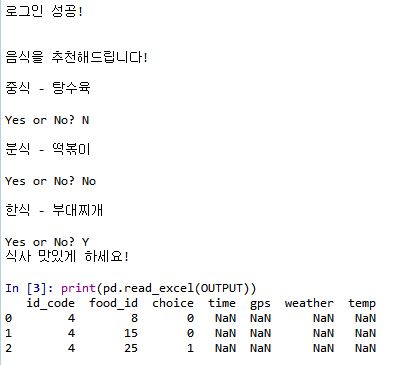 로그인 성공!
음식을 추천해드립니다!
중식 - 탕수육
Yes or No? N
분식 - 떡볶이
Yes or No? No
한식 - 부대찌개
Yes or No? Y
식사 맛있게 하세요!
In [3]: print(pd.read_excel(OUTPUT))
id_code food_id choice time gps weather temp
0 4 8 0 NaN NaN NaN NaN
1 4 15 0 NaN NaN NaN NaN
2 4 25 1 NaN NaN NaN NaN